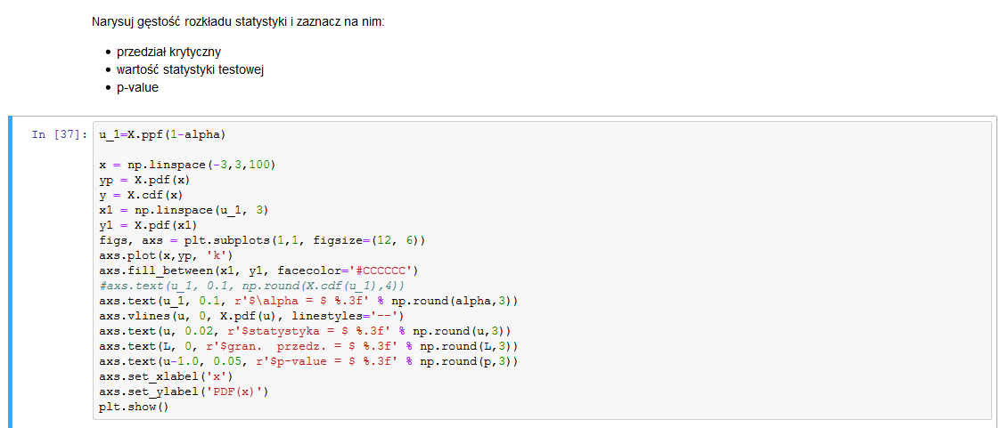 Narysuj gęstość rozkładu statystyki i zaznacz na nim:
• przedział krytyczny
• wartość statystyki testowej
• p-value
In [37]: u_1=X.ppf(1-alpha)
x = np.linspace(-3,3,100)
yp = X.pdf(x)
y = X.cdf(x)
x1 = np.linspace(u_1, 3)
y1 = X.pdf(x1)
figs, axs = plt.subplots(1,1, figsize=(12, 6))
axs.plot(x,yp, 'k')
axs.fill_between(x1, y1, facecolor='#CCCCCC')
#axs.text(u_1, 0.1, np.round(X.cdf(u_1),4))
axs.text(u_1, 0.1, r'$\alpha = $ %.3f' % np.round(alpha,3))
axs.vlines(u, 0, X.pdf(u), linestyles='--')
axs.text(u, 0.02, r'$statystyka = $ %.3f' % np.round(u,3))
axs.text(L, 0, r'$gran.  przedz. = $ %.3f' % np.round(L,3))
axs.text(u-1.0, 0.05, r'$p-value = $ %.3f' % np.round(p,3))
axs.set_xlabel('x')
axs.set_ylabel('PDF(x)')
plt.show()